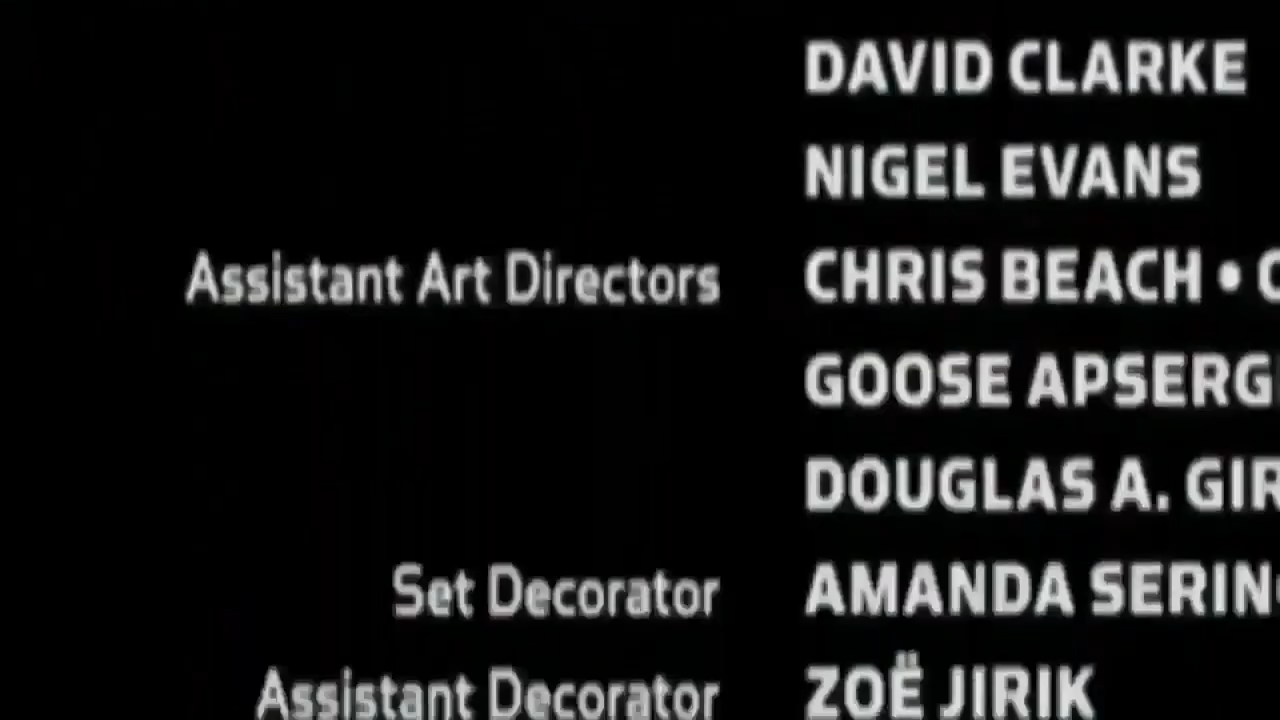 DAVID CLARKE
NIGEL EVANS
Assistant Art Directors CHRIS BEACH •
GOOSE
DOUGLAS A.
Set Decorator AMANDA
Assistant Decorator ZOË JIRIK